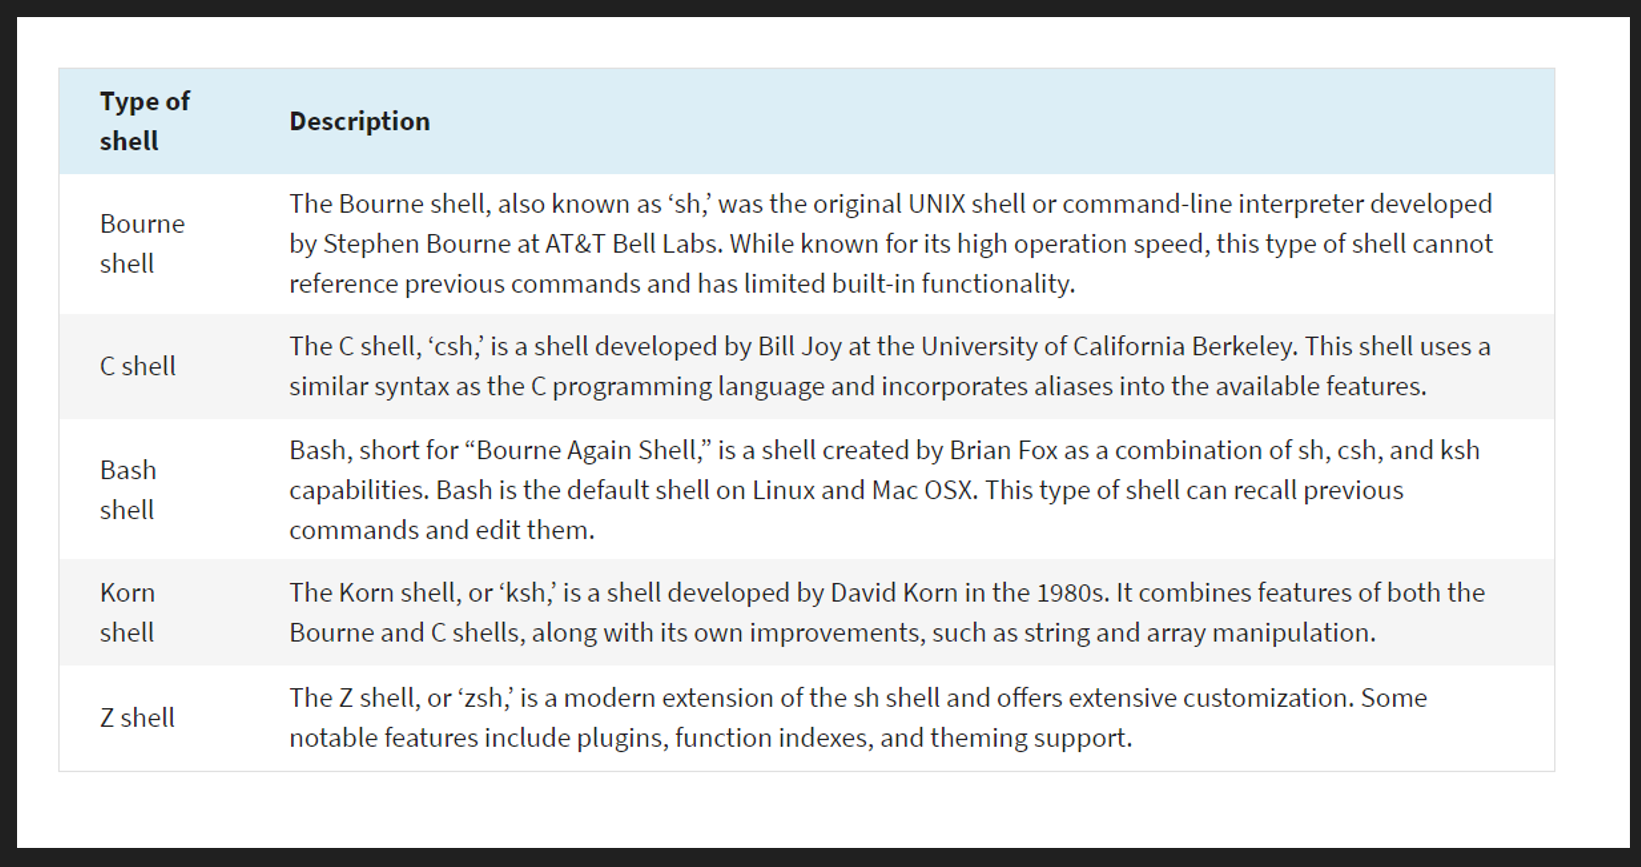 Type of
shell
Description
Bourne
shell
The Bourne shell, also known as ‘sh,’ was the original UNIX shell or command-line interpreter developed
by Stephen Bourne at AT&T Bell Labs. While known for its high operation speed, this type of shell cannot
reference previous commands and has limited built-in functionality.
C shell
The C shell, ‘csh,’ is a shell developed by Bill Joy at the University of California Berkeley. This shell uses a
similar syntax as the C programming language and incorporates aliases into the available features.
Bash
shell
Bash, short for “Bourne Again Shell,” is a shell created by Brian Fox as a combination of sh, csh, and ksh
capabilities. Bash is the default shell on Linux and Mac OSX. This type of shell can recall previous
commands and edit them.
Korn
shell
The Korn shell, or ‘ksh,’ is a shell developed by David Korn in the 1980s. It combines features of both the
Bourne and C shells, along with its own improvements, such as string and array manipulation.
Z shell
The Z shell, or ‘zsh,’ is a modern extension of the sh shell and offers extensive customization. Some
notable features include plugins, function indexes, and theming support.